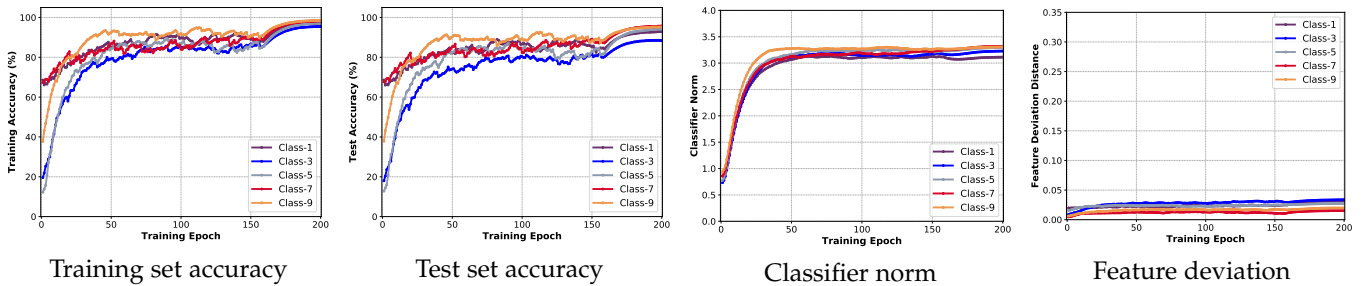 100
80
60
40
20
0
0 50 100 150 200
Training Acccuracy (%)
Training Epoch
Class-1
Class-3
Class-5
Class-7
Class-9
Training set accuracy
100
80
60
40
20
0
0 50 100 150 200
Test Acccuracy (%)
Training Epoch
Class-1
Class-3
Class-5
Class-7
Class-9
Test set accuracy
4.0
3.5
3.0
2.5
2.0
1.5
1.0
0.5
0.0
0 50 100 150 200
Classifier Norm
Training Epoch
Class-1
Class-3
Class-5
Class-7
Class-9
Classifier norm
0.35
0.30
0.25
0.20
0.15
0.10
0.05
0.00
0 50 100 150 200
Feature Deviation Distance
Training Epoch
Class-1
Class-3
Class-5
Class-7
Class-9
Feature deviation